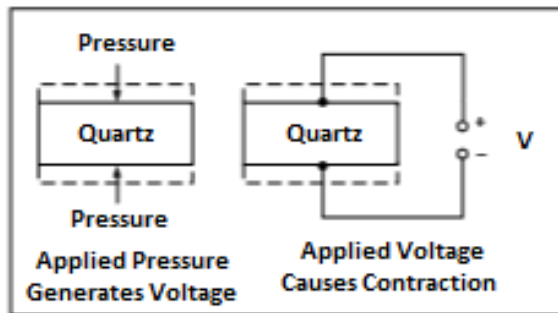 Pressure
Quartz
Pressure
Applied Pressure
Generates Voltage
Quartz
+
−
V
Applied Voltage
Causes Contraction